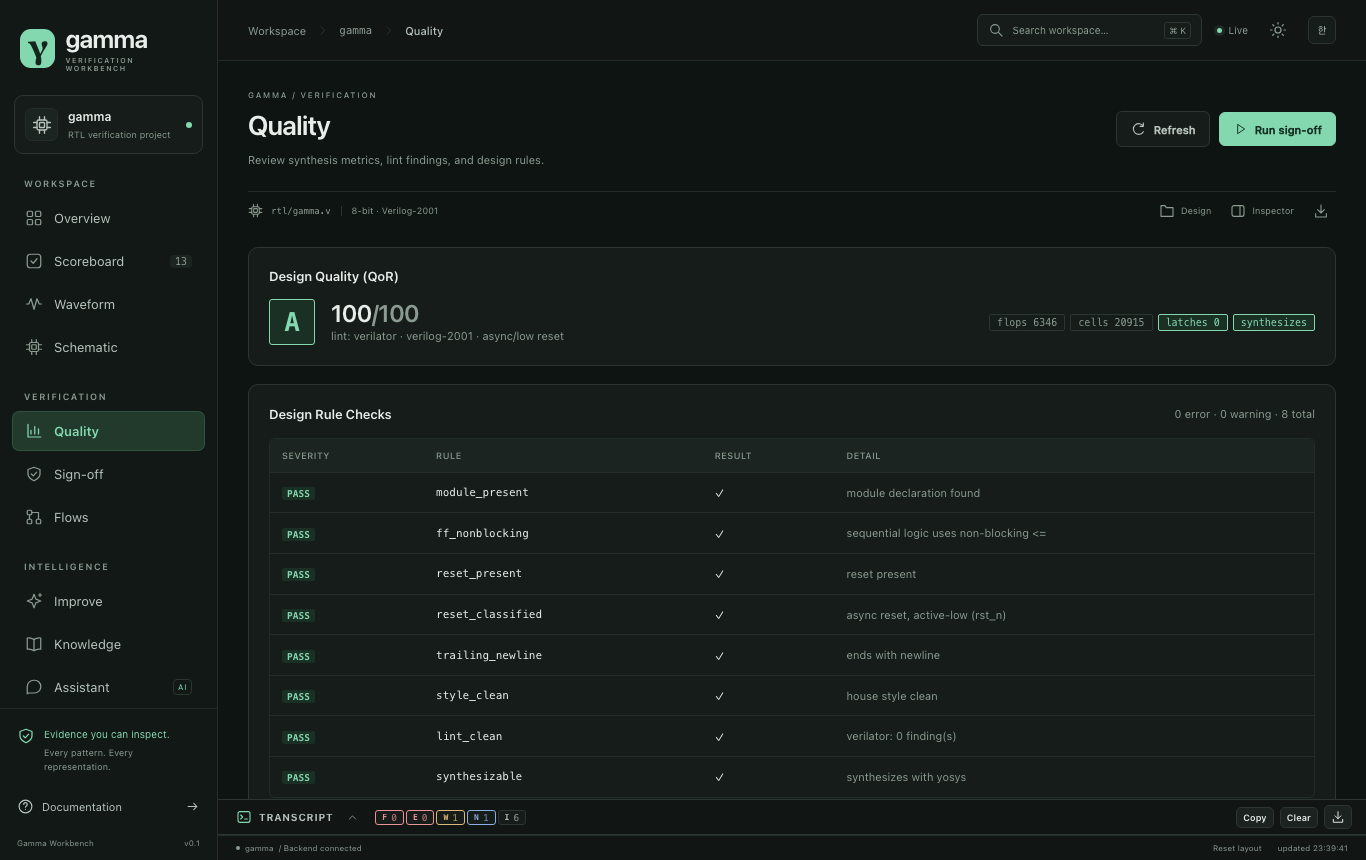 gamma
VERIFICATION
WORKBENCH
gamma
RTL verification project
WORKSPACE
Overview
Scoreboard 13
Waveform
Schematic
VERIFICATION
Quality
Sign-off
Flows
INTELLIGENCE
Improve
Knowledge
Assistant AI
Evidence you can inspect.
Every pattern. Every
representation.
Documentation
Gamma Workbench v0.1
Workspace gamma Quality
Search workspace... ⌘ K Live 한
GAMMA / VERIFICATION
Quality
Review synthesis metrics, lint findings, and design rules.
Refresh Run sign-off
rtl/gamma.v 8-bit · Verilog-2001 Design Inspector
Design Quality (QoR)
A 100/100
lint: verilator · verilog-2001 · async/low reset
flops 6346 cells 20915 latches 0 synthesizes
Design Rule Checks 0 error · 0 warning · 8 total
SEVERITY RULE RESULT DETAIL
PASS module_present ✓ module declaration found
PASS ff_nonblocking ✓ sequential logic uses non-blocking <=
PASS reset_present ✓ reset present
PASS reset_classified ✓ async reset, active-low (rst_n)
PASS trailing_newline ✓ ends with newline
PASS style_clean ✓ house style clean
PASS lint_clean ✓ verilator: 0 finding(s)
PASS synthesizable ✓ synthesizes with yosys
TRANSCRIPT F 0 E 0 W 1 N 1 I 6 Copy Clear
gamma / Backend connected Reset layout updated 23:39:41